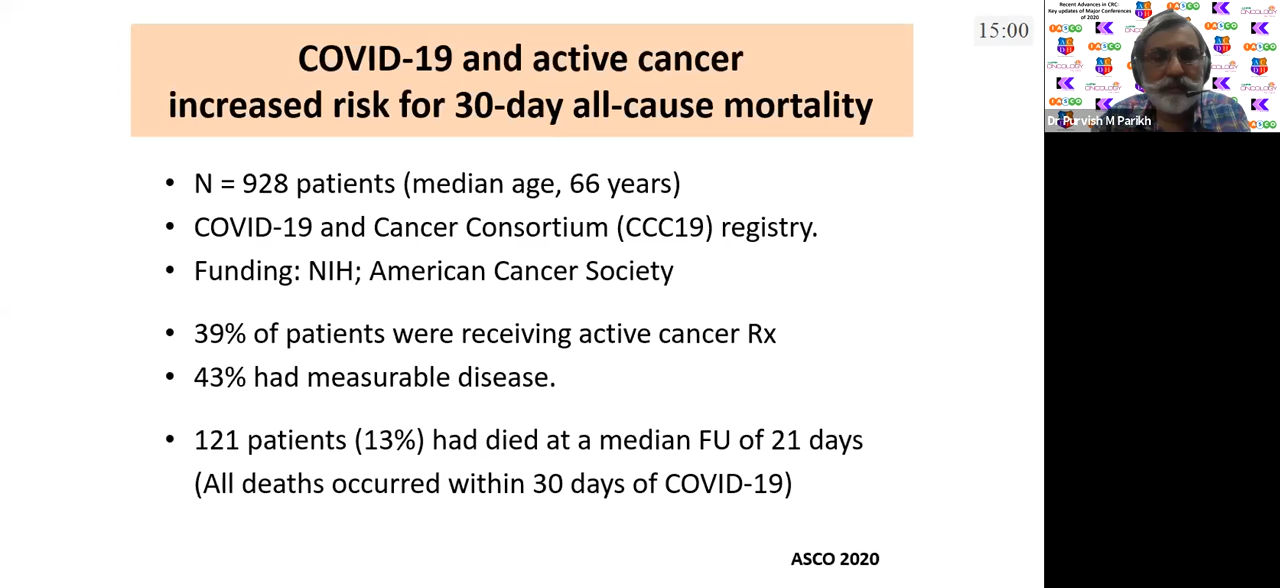 COVID-19 and active cancer
increased risk for 30-day all-cause mortality
15:00
• N = 928 patients (median age, 66 years)
• COVID-19 and Cancer Consortium (CCC19) registry.
• Funding: NIH; American Cancer Society
• 39% of patients were receiving active cancer Rx
• 43% had measurable disease.
• 121 patients (13%) had died at a median FU of 21 days
(All deaths occurred within 30 days of COVID-19)
ASCO 2020
Recent Advances in CRC:
Key updates of Major Conferences
of 2020
Dr Purvish M Parikh